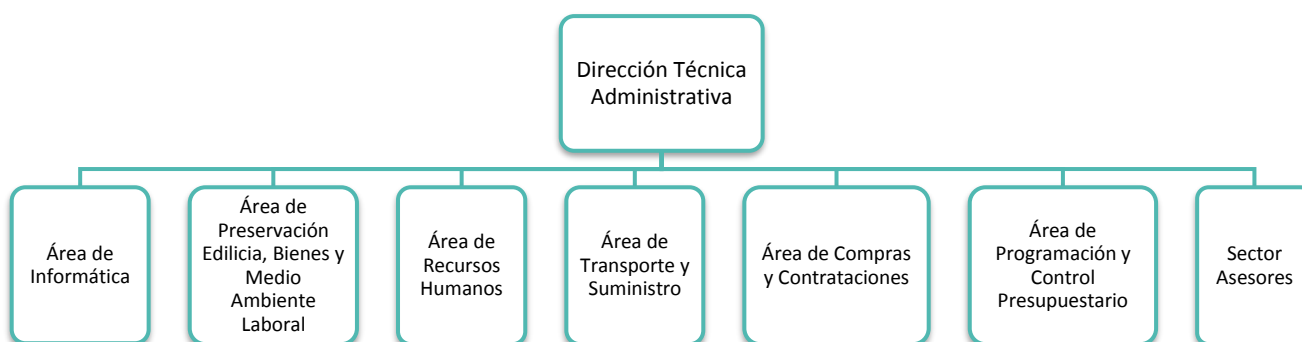 Dirección Técnica
Administrativa
Área de
Informática
Área de
Preservación
Edilicia, Bienes y
Medio
Ambiente
Laboral
Área de
Recursos
Humanos
Área de
Transporte y
Suministro
Área de Compras
y Contrataciones
Área de
Programación y
Control
Presupuestario
Sector
Asesores